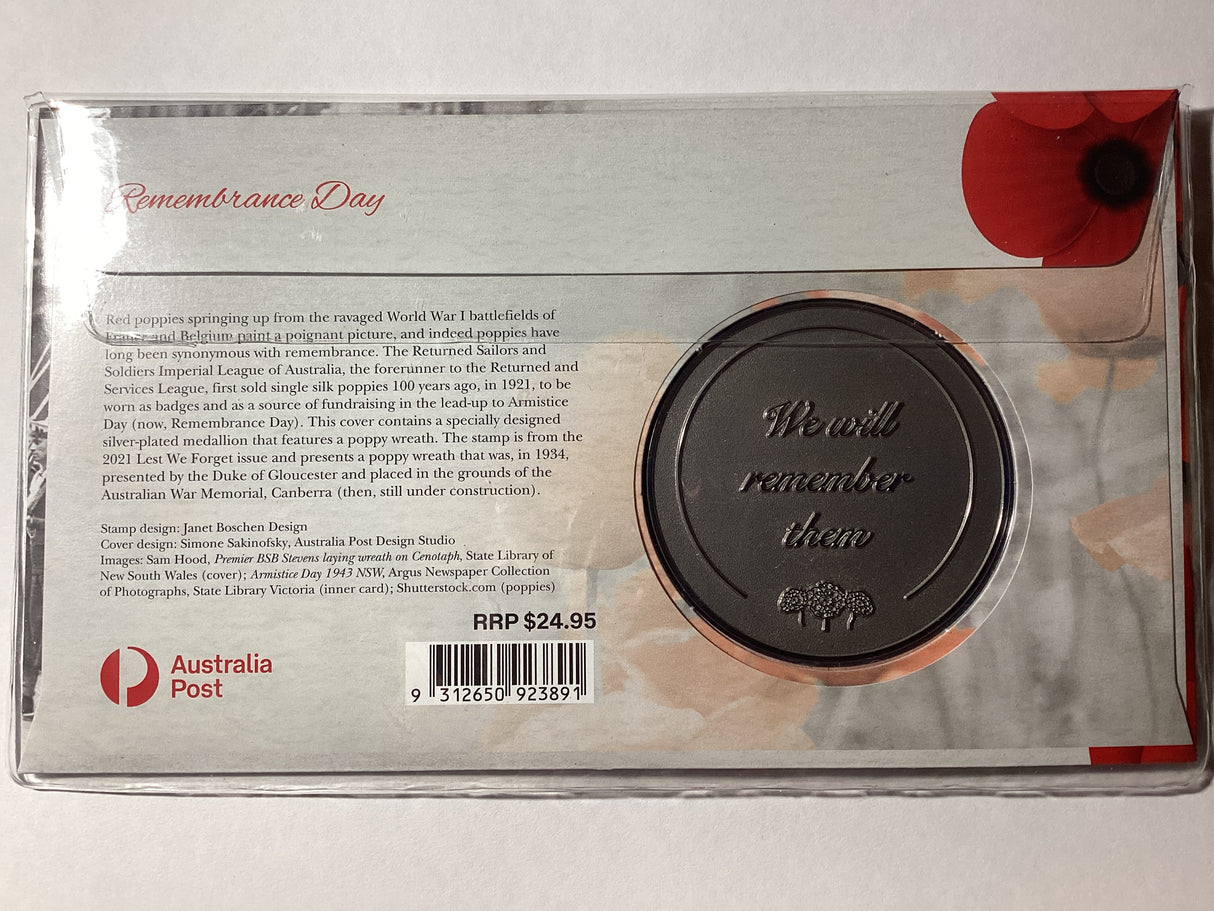 Remembrance Day
Red poppies springing up from the ravaged World War I battlefields of
France and Belgium paint a poignant picture, and indeed poppies have
long been synonymous with remembrance. The Returned Sailors and
Soldiers Imperial League of Australia, the forerunner to the Returned and
Services League, first sold single silk poppies 100 years ago, in 1921, to be
worn as badges and as a source of fundraising in the lead-up to Armistice
Day (now, Remembrance Day). This cover contains a specially designed
silver-plated medallion that features a poppy wreath. The stamp is from the
2021 Lest We Forget issue and presents a poppy wreath that was, in 1934,
presented by the Duke of Gloucester and placed in the grounds of the
Australian War Memorial, Canberra (then, still under construction).
Stamp design: Janet Boschen Design
Cover design: Simone Sakinofsky, Australia Post Design Studio
Images: Sam Hood, Premier BSB Stevens laying wreath on Cenotaph, State Library of
New South Wales (cover); Armistice Day 1943 NSW, Argus Newspaper Collection
of Photographs, State Library Victoria (inner card); Shutterstock.com (poppies)
RRP $24.95
Australia
Post
9 312650 923891
We will
remember
them